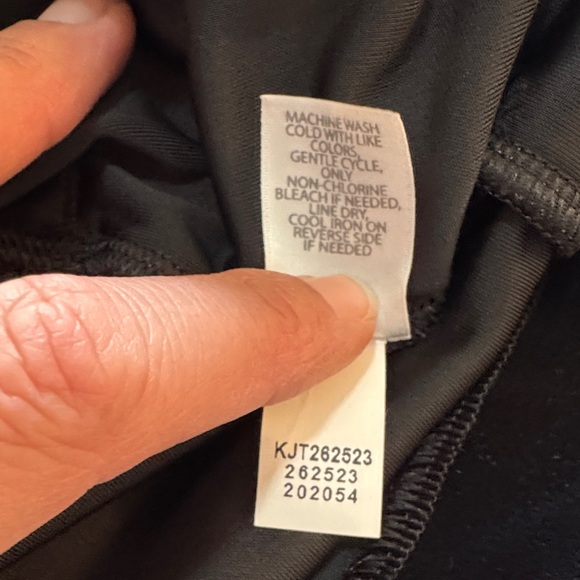 MACHINE WASH
COLD WITH LIKE
COLORS,
GENTLE CYCLE,
ONLY
NON-CHLORINE
BLEACH IF NEEDED,
LINE DRY,
COOL IRON ON
REVERSE SIDE
IF NEEDED
KJT262523
262523
202054